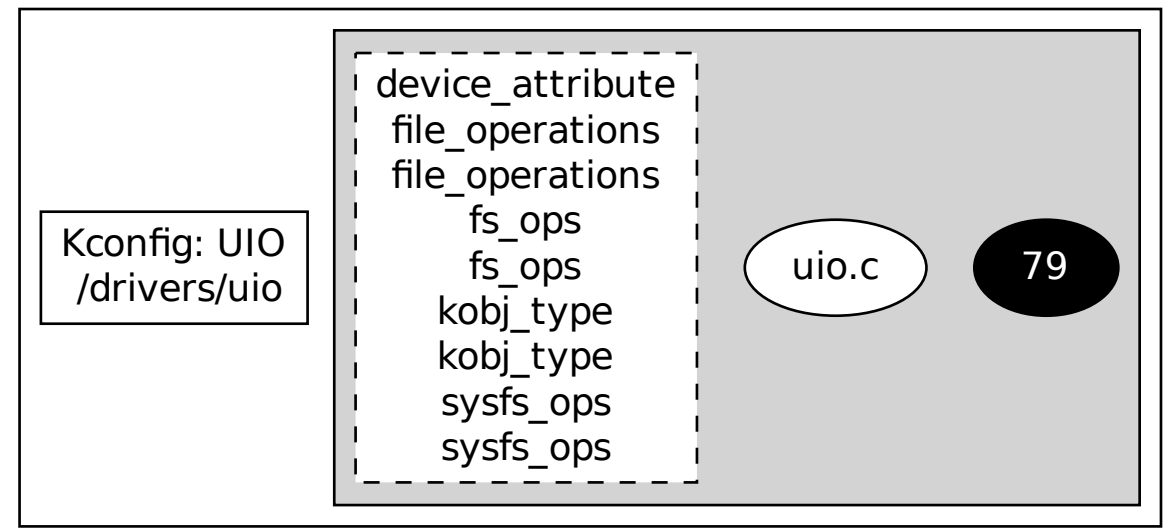 Kconfig: UIO
/drivers/uio
device_attribute
file_operations
file_operations
fs_ops
fs_ops
kobj_type
kobj_type
sysfs_ops
sysfs_ops
uio.c
79